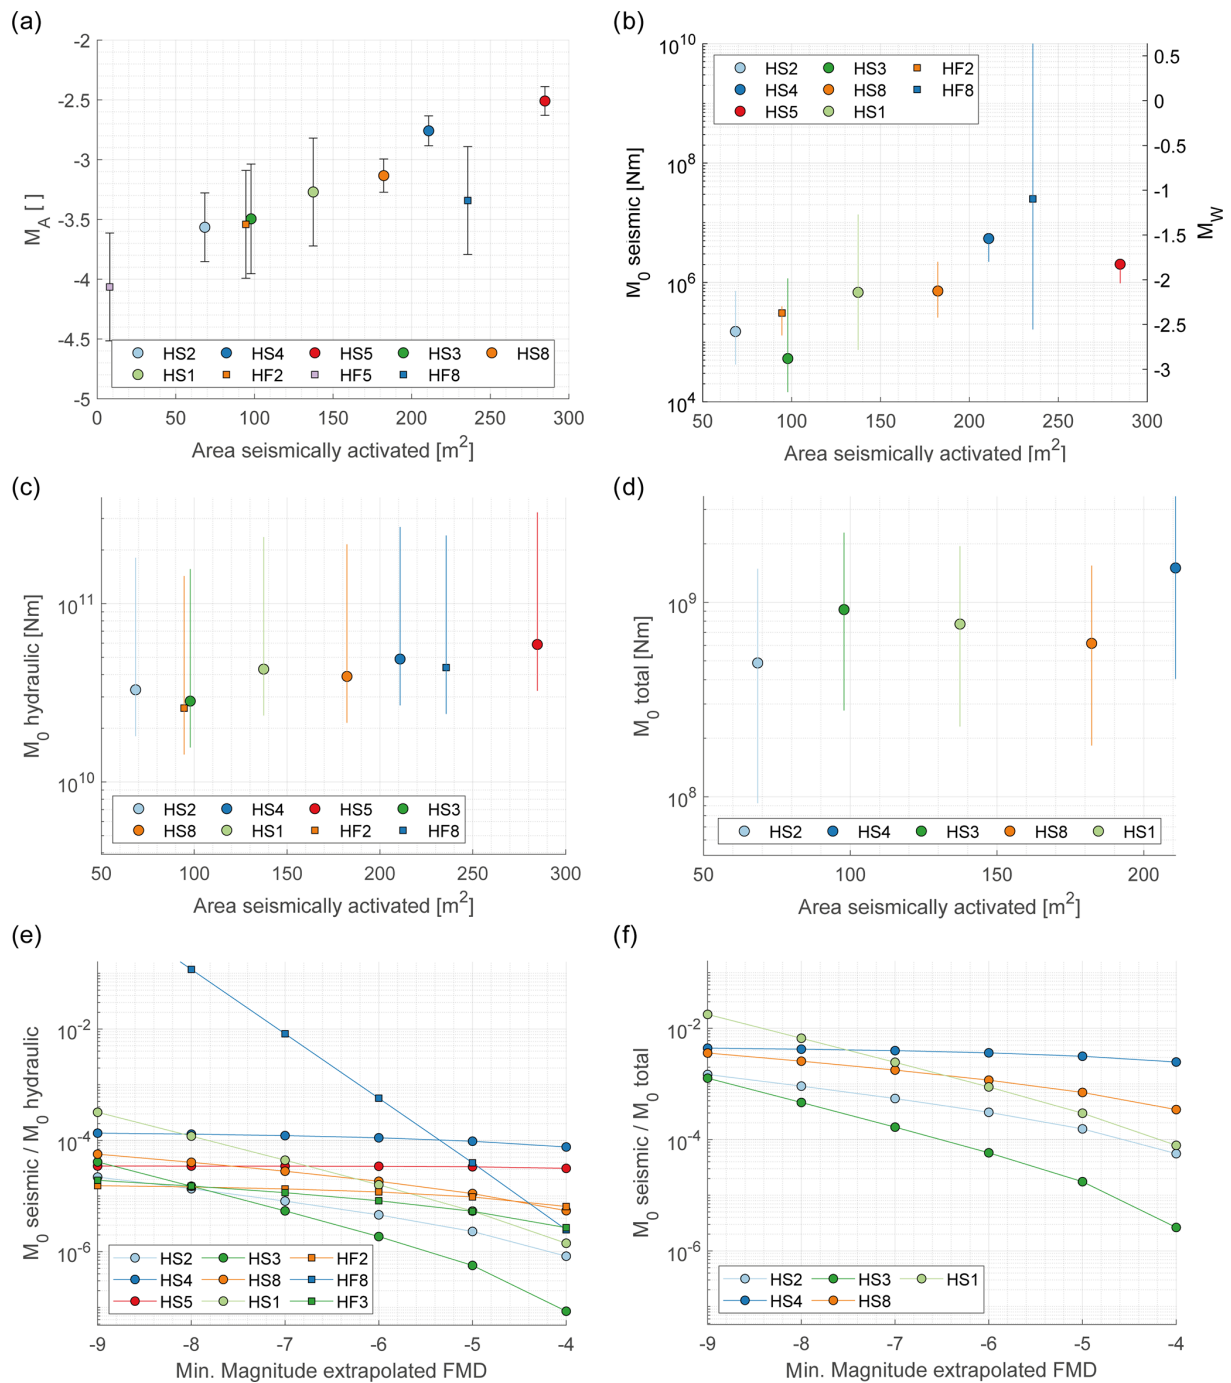 (a)
-2
-2.5
-3
-3.5
-4
-4.5
-5
M_A [ ]
HS2 HS4 HS5 HS3 HS8
HS1 HF2 HF5 HF8
0 50 100 150 200 250 300
Area seismically activated [m^2]
(b)
10^10
10^8
10^6
10^4
M_0 seismic [Nm]
HS2 HS3 HF2
HS4 HS8 HF8
HS5 HS1
0.5
0
-0.5
-1
-1.5
-2
-2.5
-3
M_W
50 100 150 200 250 300
Area seismically activated [m^2]
(c)
10^11
10^10
M_0 hydraulic [Nm]
HS2 HS4 HS5 HS3
HS8 HS1 HF2 HF8
50 100 150 200 250 300
Area seismically activated [m^2]
(d)
10^9
10^8
M_0 total [Nm]
HS2 HS4 HS3 HS8 HS1
50 100 150 200
Area seismically activated [m^2]
(e)
10^-2
10^-4
10^-6
M_0 seismic / M_0 hydraulic
HS2 HS3 HF2
HS4 HS8 HF8
HS5 HS1 HF3
-9 -8 -7 -6 -5 -4
Min. Magnitude extrapolated FMD
(f)
10^-2
10^-4
10^-6
M_0 seismic / M_0 total
HS2 HS3 HS1
HS4 HS8
-9 -8 -7 -6 -5 -4
Min. Magnitude extrapolated FMD